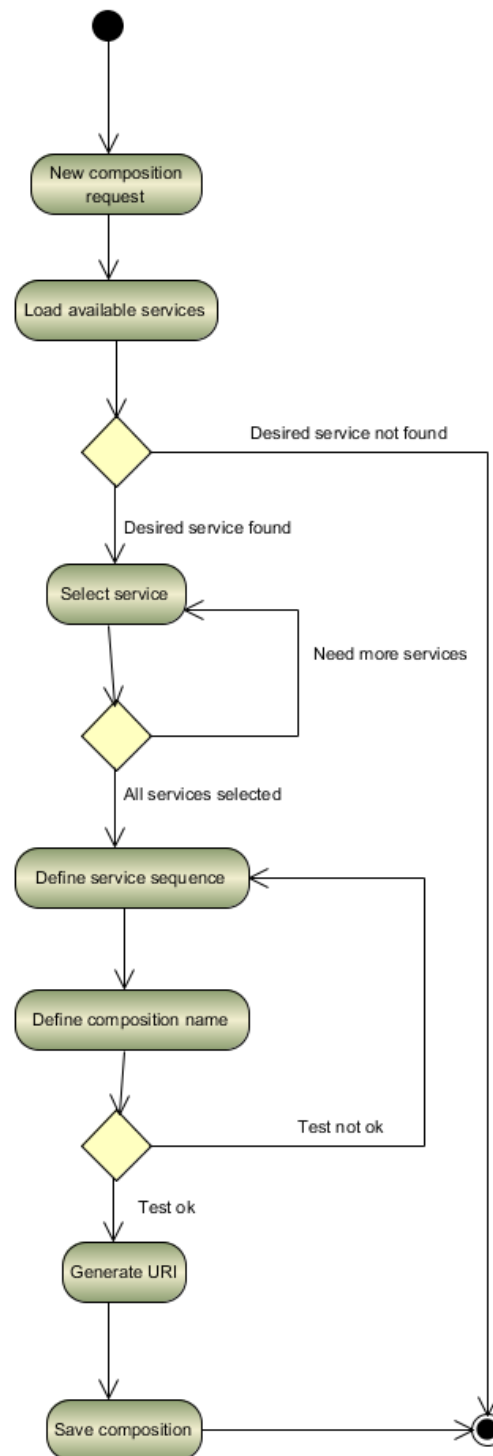 New composition
request
Load available services
Desired service not found
Desired service found
Select service
Need more services
All services selected
Define service sequence
Define composition name
Test not ok
Test ok
Generate URI
Save composition